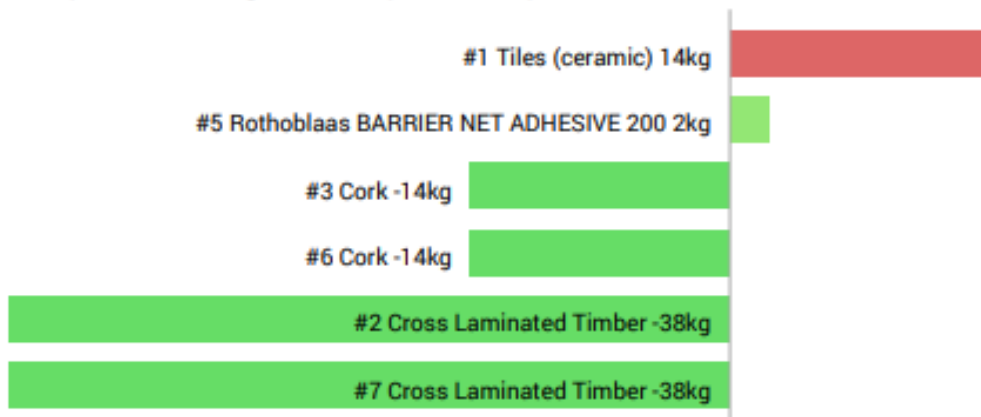 #1 Tiles (ceramic) 14kg
#5 Rothoblaas BARRIER NET ADHESIVE 200 2kg
#3 Cork -14kg
#6 Cork -14kg
#2 Cross Laminated Timber -38kg
#7 Cross Laminated Timber -38kg